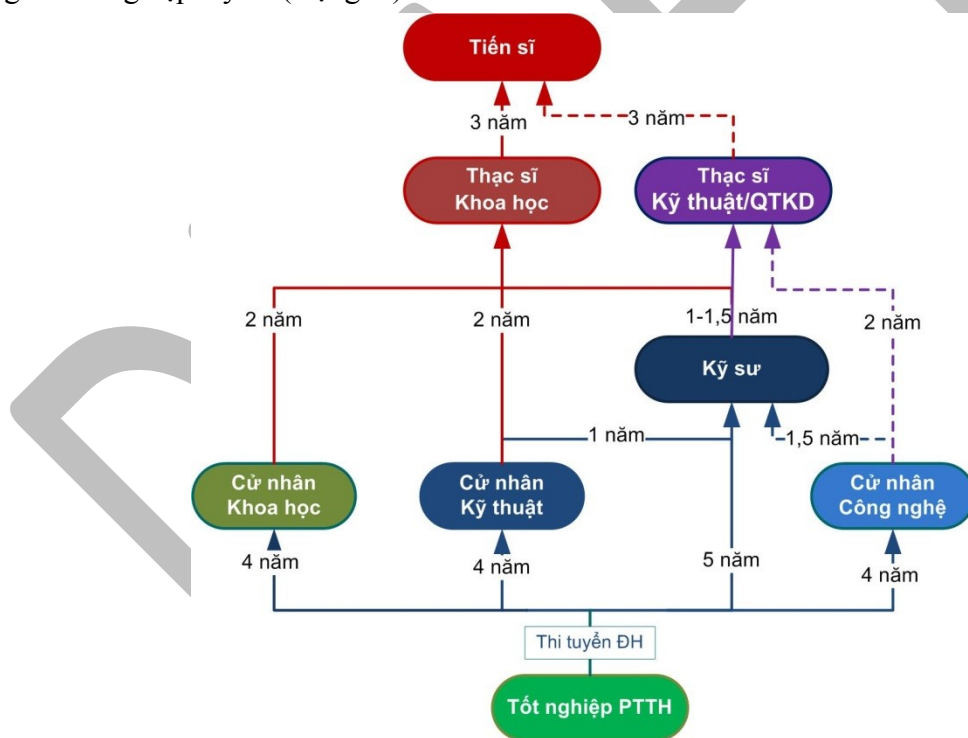 Tiến sĩ
3 năm
3 năm
Thạc sĩ
Khoa học
Thạc sĩ
Kỹ thuật/QTKD
2 năm
2 năm
1-1,5 năm
2 năm
Kỹ sư
1 năm
1,5 năm
Cử nhân
Khoa học
Cử nhân
Kỹ thuật
Cử nhân
Công nghệ
4 năm
4 năm
5 năm
4 năm
Thi tuyển ĐH
Tốt nghiệp PTTH